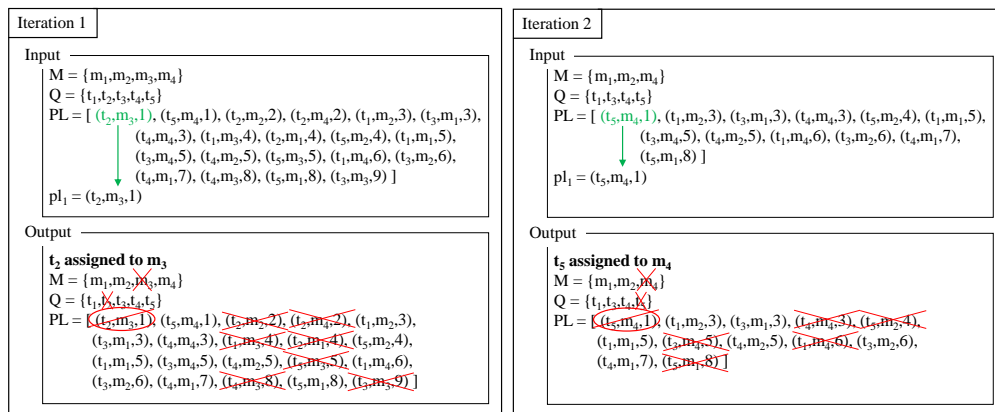 Iteration 1
Input
M = {m₁,m₂,m₃,m₄}
Q = {t₁,t₂,t₃,t₄,t₅}
PL = [ (t₂,m₃,1), (t₅,m₄,1), (t₂,m₂,2), (t₂,m₄,2), (t₁,m₂,3), (t₃,m₁,3),
(t₄,m₄,3), (t₁,m₃,4), (t₂,m₁,4), (t₅,m₂,4), (t₁,m₁,5),
(t₃,m₄,5), (t₄,m₂,5), (t₅,m₃,5), (t₁,m₄,6), (t₃,m₂,6),
(t₄,m₁,7), (t₄,m₃,8), (t₅,m₁,8), (t₃,m₃,9) ]
pl₁ = (t₂,m₃,1)
Output
t₂ assigned to m₃
M = {m₁,m₂,m₃,m₄}
Q = {t₁,t₂,t₃,t₄,t₅}
PL = [ (t₂,m₃,1), (t₅,m₄,1), (t₂,m₂,2), (t₂,m₄,2), (t₁,m₂,3),
(t₃,m₁,3), (t₄,m₄,3), (t₁,m₃,4), (t₂,m₁,4), (t₅,m₂,4),
(t₁,m₁,5), (t₃,m₄,5), (t₄,m₂,5), (t₅,m₃,5), (t₁,m₄,6),
(t₃,m₂,6), (t₄,m₁,7), (t₄,m₃,8), (t₅,m₁,8), (t₃,m₃,9) ]
Iteration 2
Input
M = {m₁,m₂,m₄}
Q = {t₁,t₃,t₄,t₅}
PL = [ (t₅,m₄,1), (t₁,m₂,3), (t₃,m₁,3), (t₄,m₄,3), (t₅,m₂,4), (t₁,m₁,5),
(t₃,m₄,5), (t₄,m₂,5), (t₁,m₄,6), (t₃,m₂,6), (t₄,m₁,7),
(t₅,m₁,8) ]
pl₁ = (t₅,m₄,1)
Output
t₅ assigned to m₄
M = {m₁,m₂,m₄}
Q = {t₁,t₃,t₄,t₅}
PL = [ (t₅,m₄,1), (t₁,m₂,3), (t₃,m₁,3), (t₄,m₄,3), (t₅,m₂,4),
(t₁,m₁,5), (t₃,m₄,5), (t₄,m₂,5), (t₁,m₄,6), (t₃,m₂,6),
(t₄,m₁,7), (t₅,m₁,8) ]